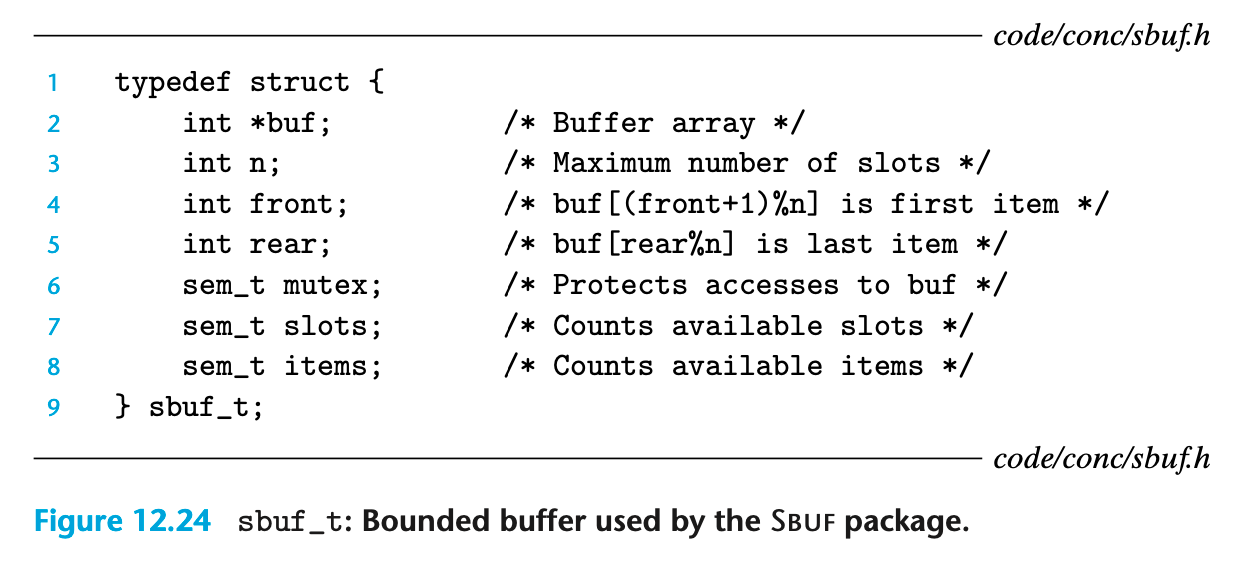 code/conc/sbuf.h
1 typedef struct {
2 int *buf; /* Buffer array */
3 int n; /* Maximum number of slots */
4 int front; /* buf[(front+1)%n] is first item */
5 int rear; /* buf[rear%n] is last item */
6 sem_t mutex; /* Protects accesses to buf */
7 sem_t slots; /* Counts available slots */
8 sem_t items; /* Counts available items */
9 } sbuf_t;
code/conc/sbuf.h
Figure 12.24 sbuf_t: Bounded buffer used by the SBUF package.